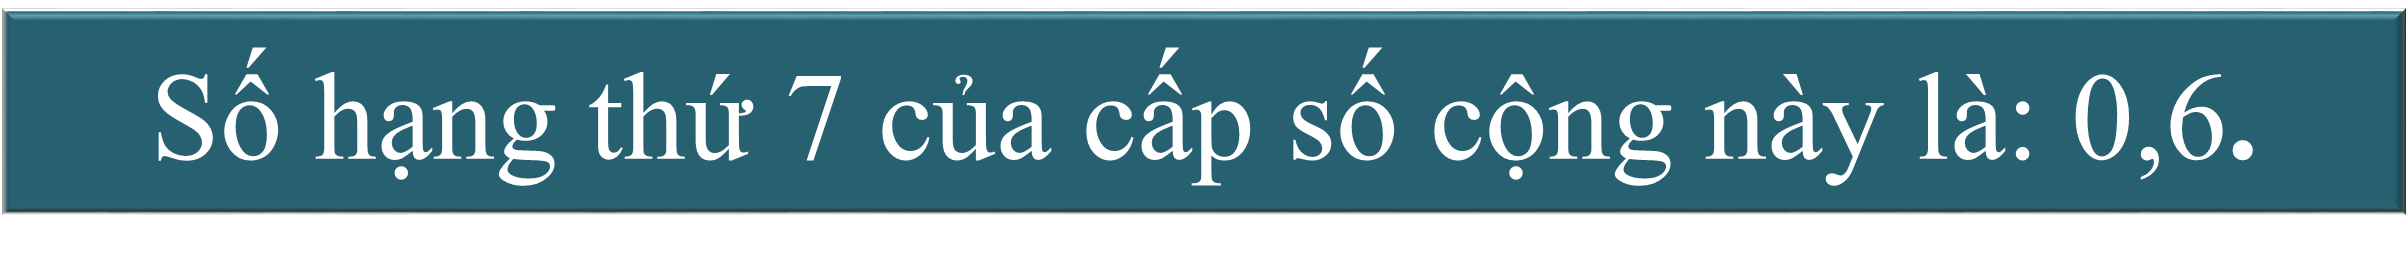 Số hạng thứ 7 của cấp số cộng này là: 0,6.